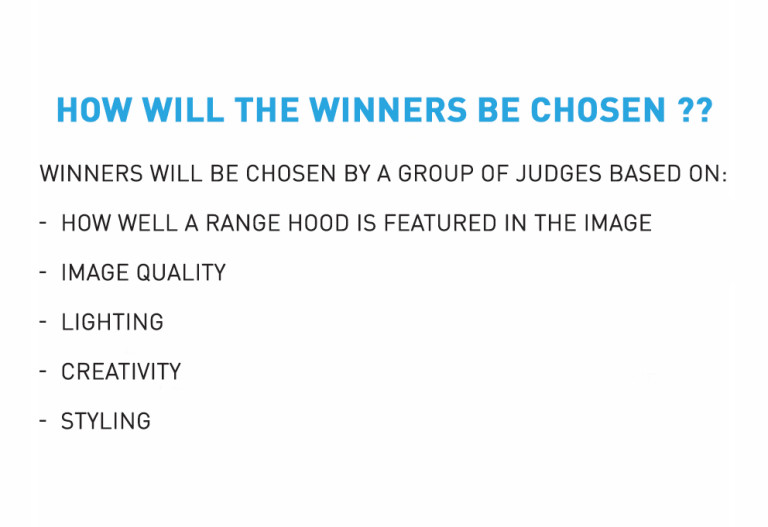 HOW WILL THE WINNERS BE CHOSEN ??
WINNERS WILL BE CHOSEN BY A GROUP OF JUDGES BASED ON:
- HOW WELL A RANGE HOOD IS FEATURED IN THE IMAGE
- IMAGE QUALITY
- LIGHTING
- CREATIVITY
- STYLING